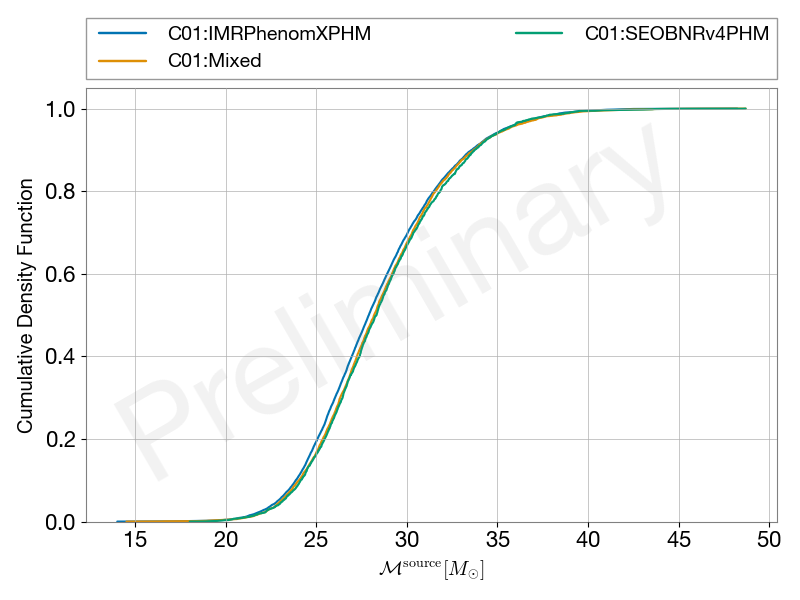 C01:IMRPhenomXPHM
C01:Mixed
C01:SEOBNRv4PHM
Cumulative Density Function
1.0
0.8
0.6
0.4
0.2
0.0
Preliminary
15 20 25 30 35 40 45 50
ℳ^source [M_⊙]